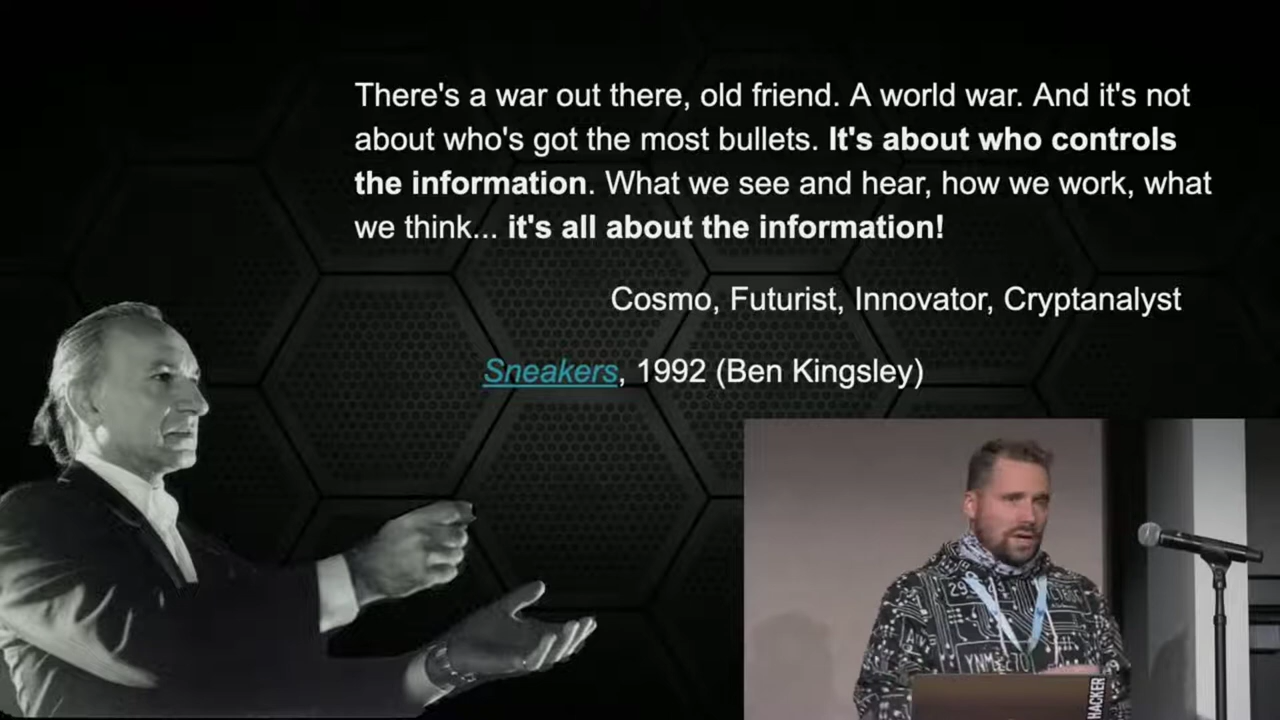 There's a war out there, old friend. A world war. And it's not
about who's got the most bullets. It's about who controls
the information. What we see and hear, how we work, what
we think... it's all about the information!
Cosmo, Futurist, Innovator, Cryptanalyst
Sneakers, 1992 (Ben Kingsley)
HACKER